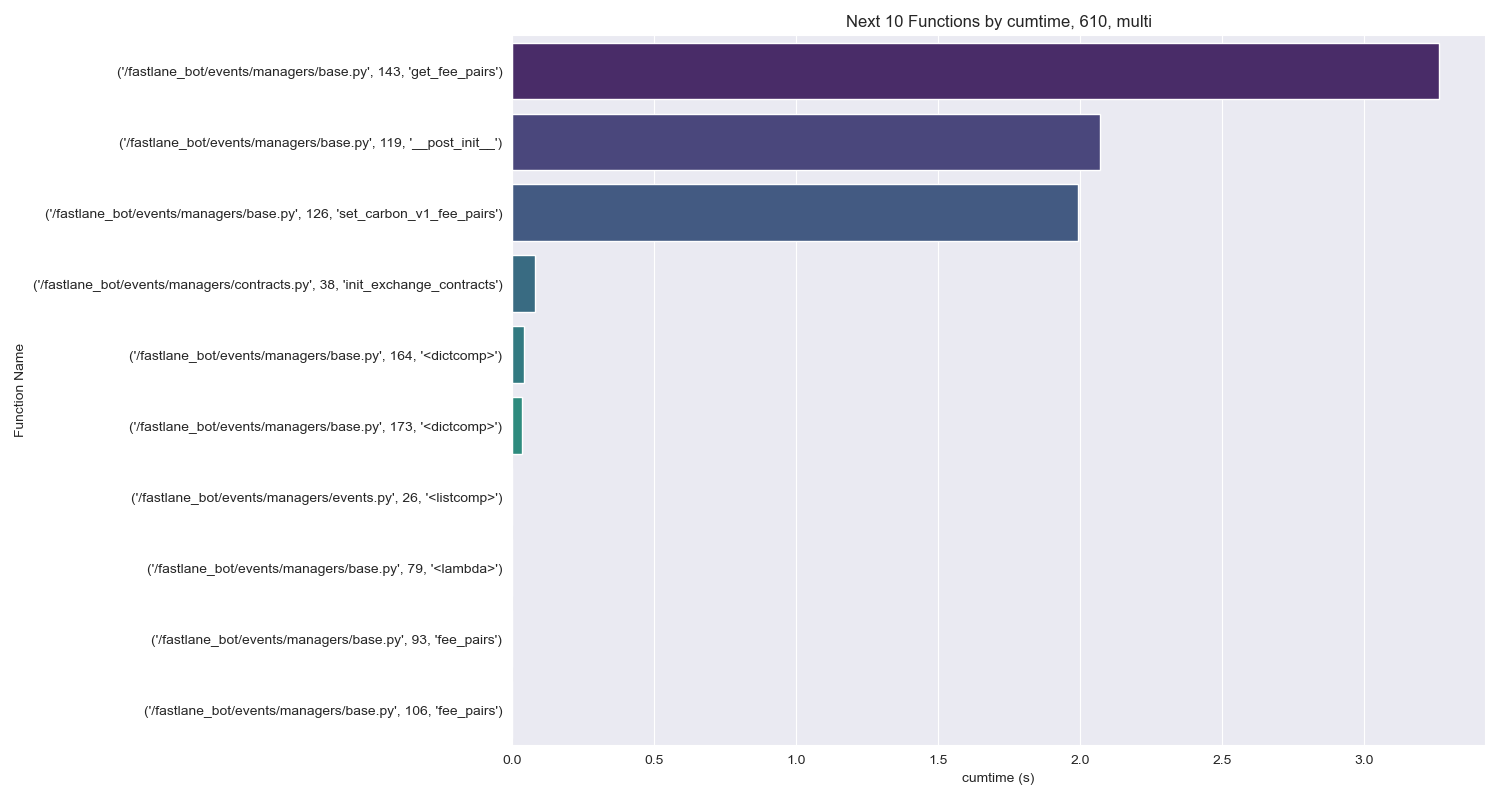 Next 10 Functions by cumtime, 610, multi
('/fastlane_bot/events/managers/base.py', 143, 'get_fee_pairs')
('/fastlane_bot/events/managers/base.py', 119, '__post_init__')
('/fastlane_bot/events/managers/base.py', 126, 'set_carbon_v1_fee_pairs')
('/fastlane_bot/events/managers/contracts.py', 38, 'init_exchange_contracts')
('/fastlane_bot/events/managers/base.py', 164, '<dictcomp>')
('/fastlane_bot/events/managers/base.py', 173, '<dictcomp>')
('/fastlane_bot/events/managers/events.py', 26, '<listcomp>')
('/fastlane_bot/events/managers/base.py', 79, '<lambda>')
('/fastlane_bot/events/managers/base.py', 93, 'fee_pairs')
('/fastlane_bot/events/managers/base.py', 106, 'fee_pairs')
Function Name
0.0 0.5 1.0 1.5 2.0 2.5 3.0
cumtime (s)